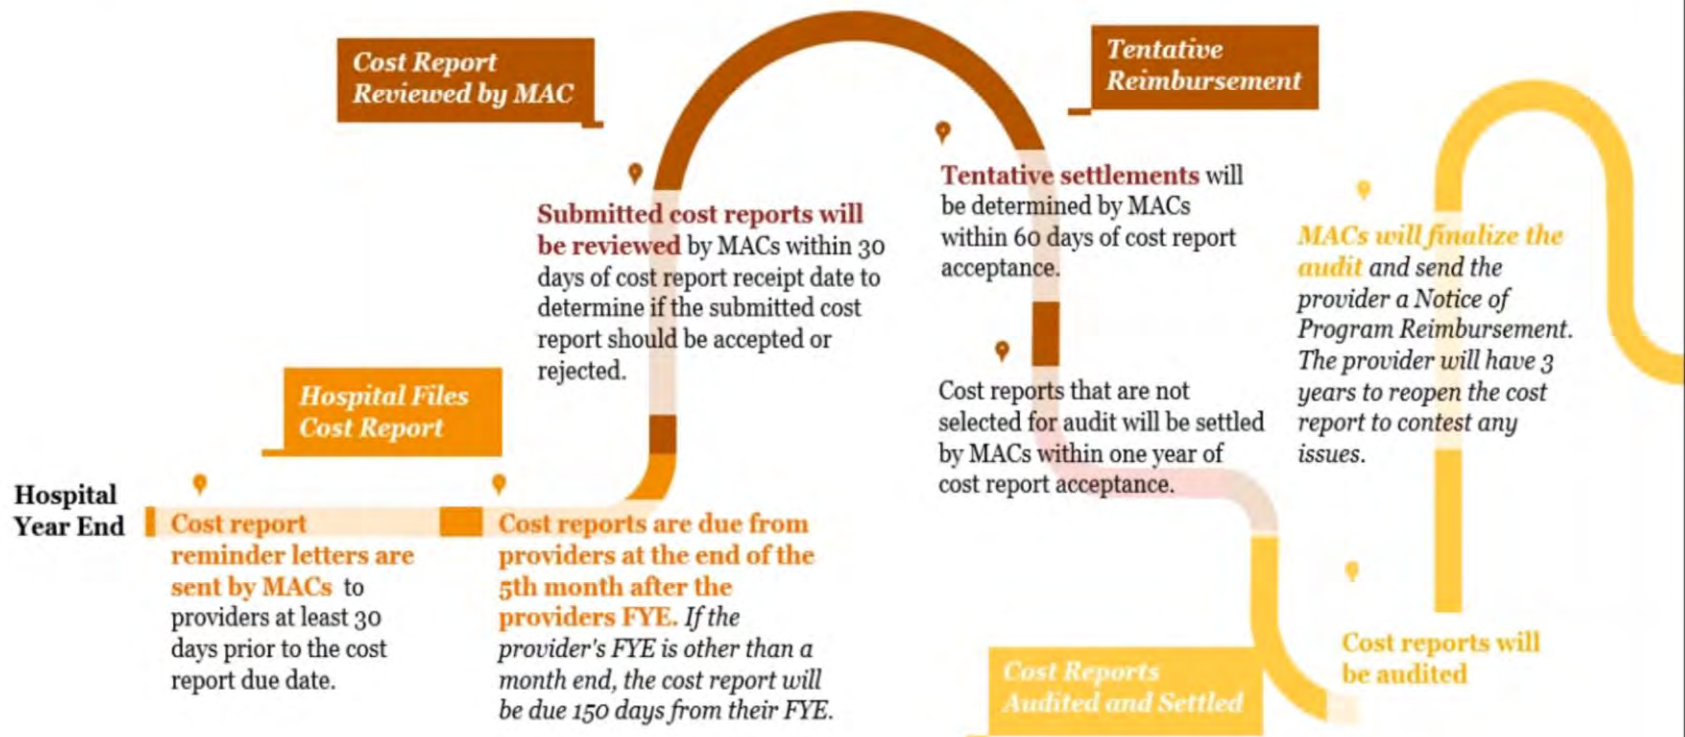 Hospital
Year End
Hospital Files
Cost Report
Cost report
reminder letters are
sent by MACs to
providers at least 30
days prior to the cost
report due date.
Cost reports are due from
providers at the end of the
5th month after the
providers FYE. If the
provider's FYE is other than a
month end, the cost report will
be due 150 days from their FYE.
Cost Report
Reviewed by MAC
Submitted cost reports will
be reviewed by MACs within 30
days of cost report receipt date to
determine if the submitted cost
report should be accepted or
rejected.
Tentative
Reimbursement
Tentative settlements will
be determined by MACs
within 60 days of cost report
acceptance.
Cost reports that are not
selected for audit will be settled
by MACs within one year of
cost report acceptance.
Cost Reports
Audited and Settled
Cost reports will
be audited
MACs will finalize the
audit and send the
provider a Notice of
Program Reimbursement.
The provider will have 3
years to reopen the cost
report to contest any
issues.